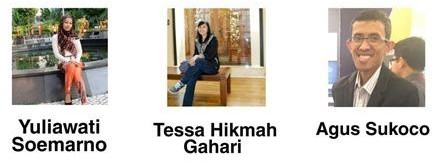 Yuliawati
Soemarno
Tessa Hikmah
Gahari
Agus Sukoco